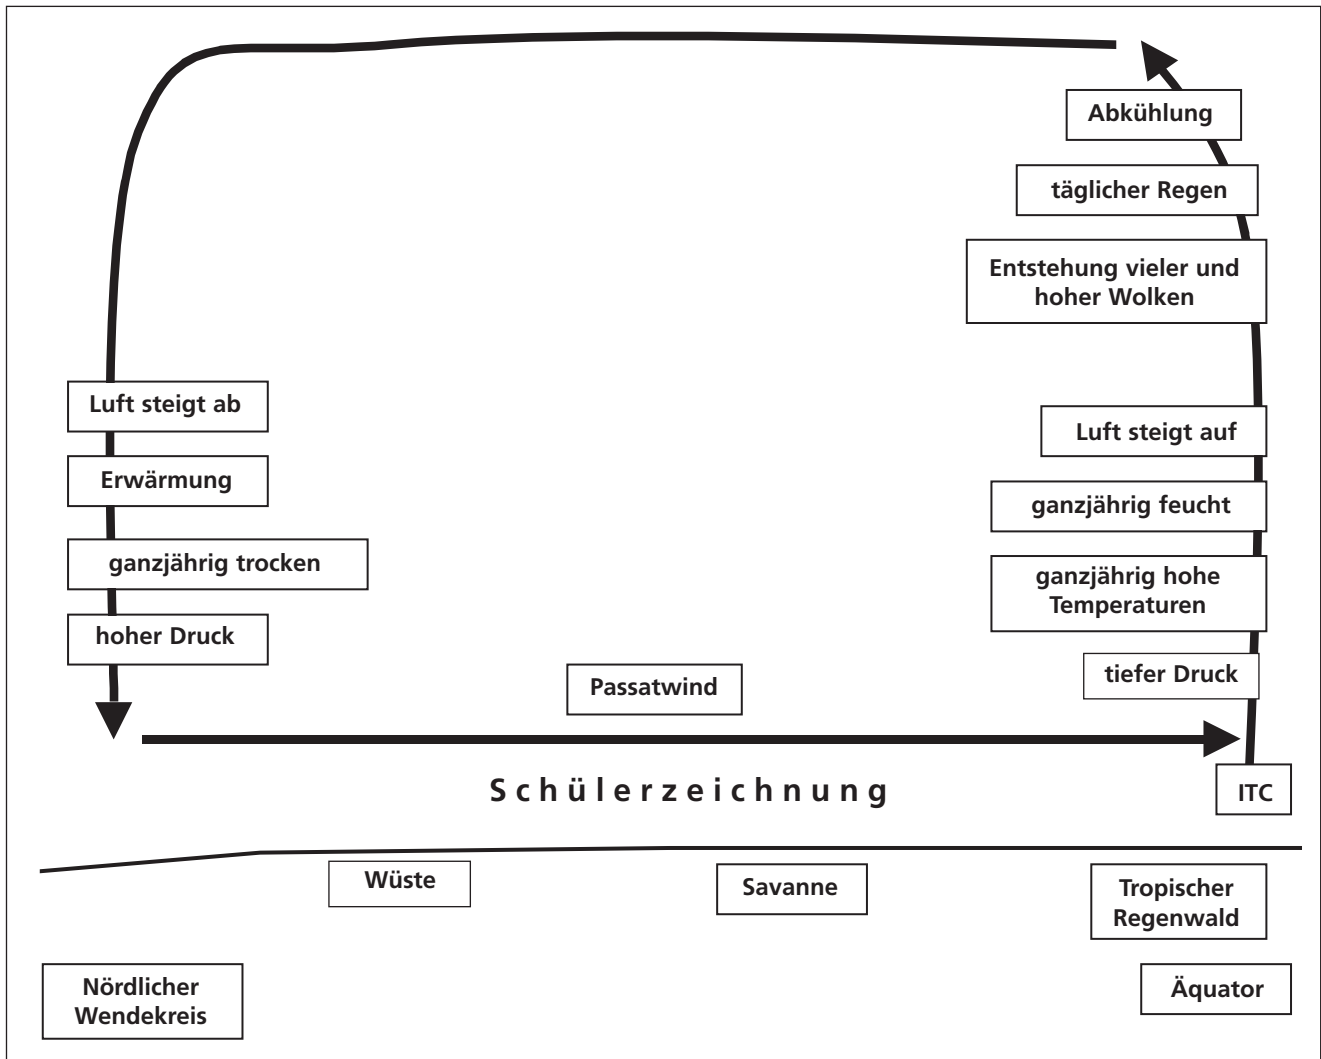 Abkühlung
täglicher Regen
Entstehung vieler und
hoher Wolken
Luft steigt ab
Luft steigt auf
Erwärmung
ganzjährig feucht
ganzjährig trocken
ganzjährig hohe
Temperaturen
hoher Druck
tiefer Druck
Passatwind
Schülerzeichnung
ITC
Wüste
Savanne
Tropischer
Regenwald
Nördlicher
Wendekreis
Äquator